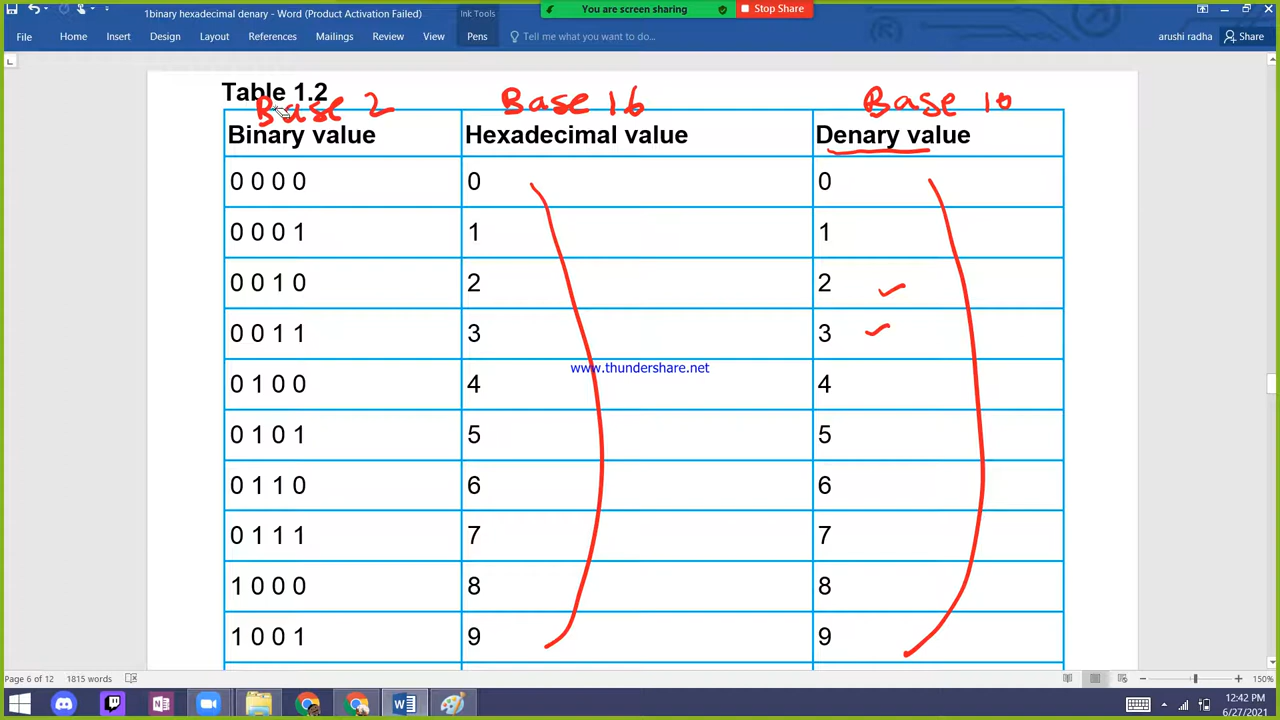 1binary hexadecimal denary - Word (Product Activation Failed)
Ink Tools
You are screen sharing
Stop Share
File Home Insert Design Layout References Mailings Review View Pens Tell me what you want to do... arushi radha Share
Table 1.2
Base 2 Base 16 Base 10
Binary value Hexadecimal value Denary value
0 0 0 0 0 0
0 0 0 1 1 1
0 0 1 0 2 2
0 0 1 1 3 3
www.thundershare.net
0 1 0 0 4 4
0 1 0 1 5 5
0 1 1 0 6 6
0 1 1 1 7 7
1 0 0 0 8 8
1 0 0 1 9 9
Page 6 of 12 1815 words 150%
12:42 PM
6/27/2021